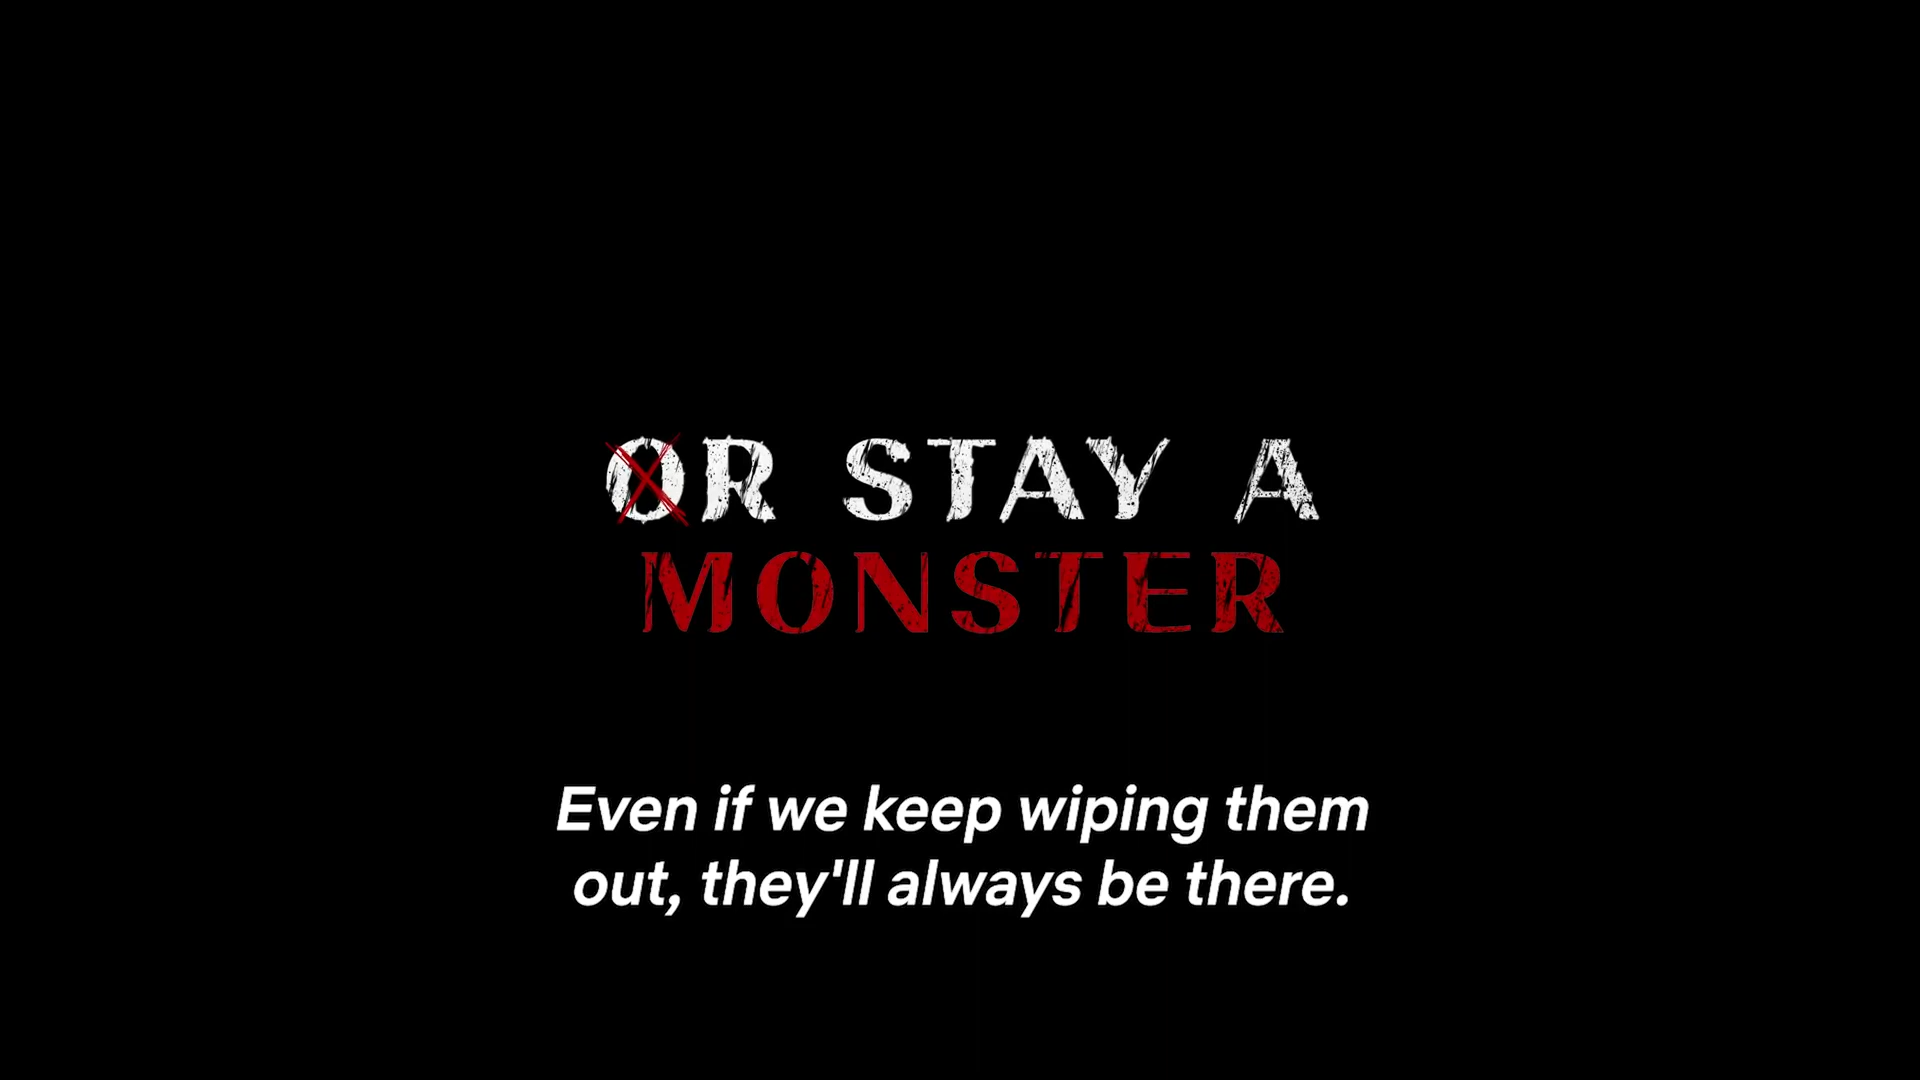 OR STAY A
MONSTER
Even if we keep wiping them
out, they'll always be there.